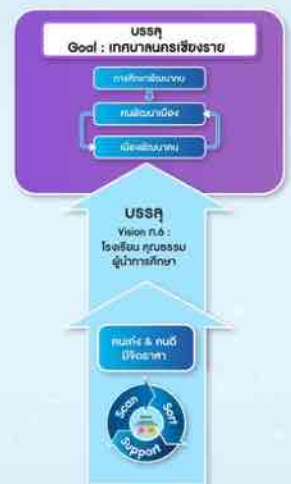 บรรลุ
Goal : เทศบาลนครเชียงราย
การศึกษาพัฒนาคน
คนพัฒนาเมือง
เมืองพัฒนาคน
บรรลุ
Vision ท.6 :
โรงเรียน คุณธรรม
ผู้นำการศึกษา
คนเก่ง & คนดี
มีจิตอาสา
Scan
Sort
Support